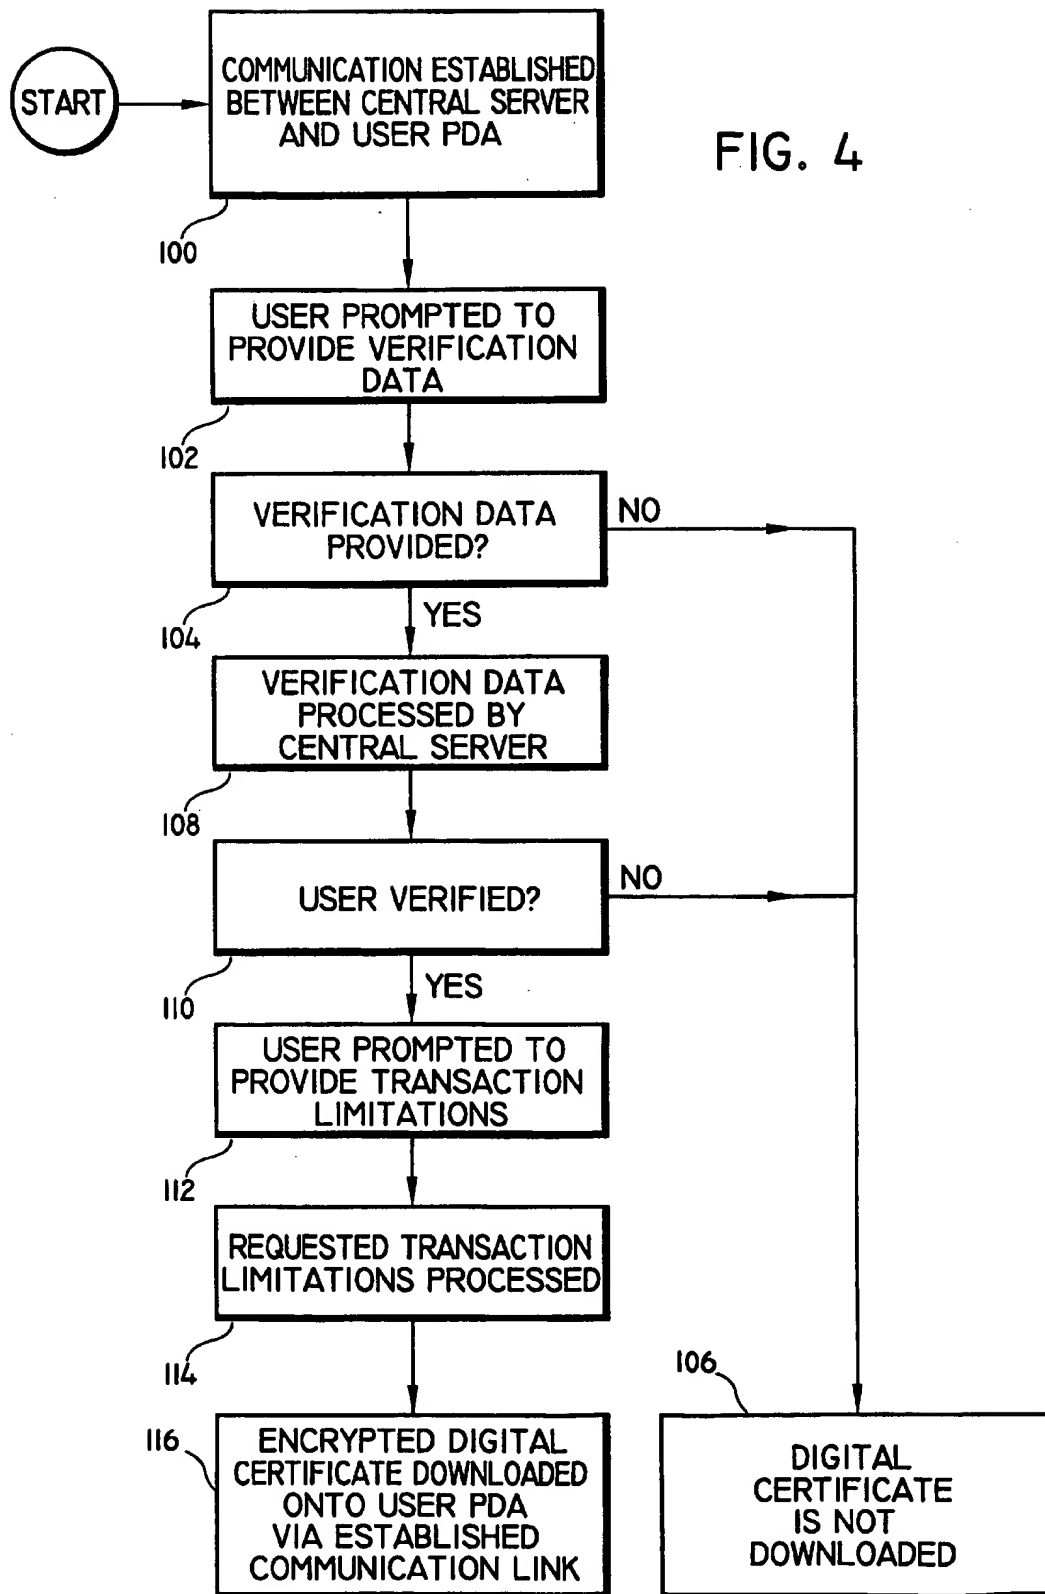 START
COMMUNICATION ESTABLISHED
BETWEEN CENTRAL SERVER
AND USER PDA
FIG. 4
100
USER PROMPTED TO
PROVIDE VERIFICATION
DATA
102
VERIFICATION DATA
PROVIDED?
NO
104
YES
VERIFICATION DATA
PROCESSED BY
CENTRAL SERVER
108
USER VERIFIED?
NO
110
YES
USER PROMPTED TO
PROVIDE TRANSACTION
LIMITATIONS
112
REQUESTED TRANSACTION
LIMITATIONS PROCESSED
114
106
116
ENCRYPTED DIGITAL
CERTIFICATE DOWNLOADED
ONTO USER PDA
VIA ESTABLISHED
COMMUNICATION LINK
DIGITAL
CERTIFICATE
IS NOT
DOWNLOADED